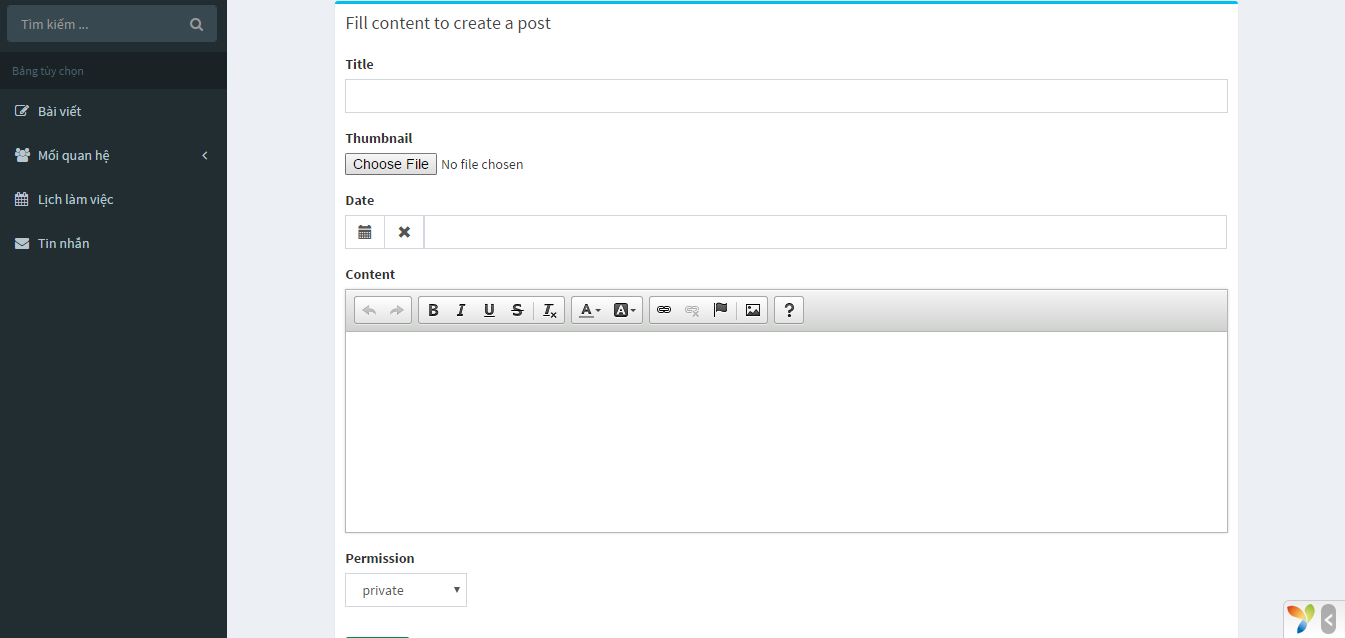 Tìm kiếm ...
Bảng tùy chọn
Bài viết
Mối quan hệ
Lịch làm việc
Tin nhắn
Fill content to create a post
Title
Thumbnail
Choose File No file chosen
Date
Content
B I U S Tx A A ?
Permission
private